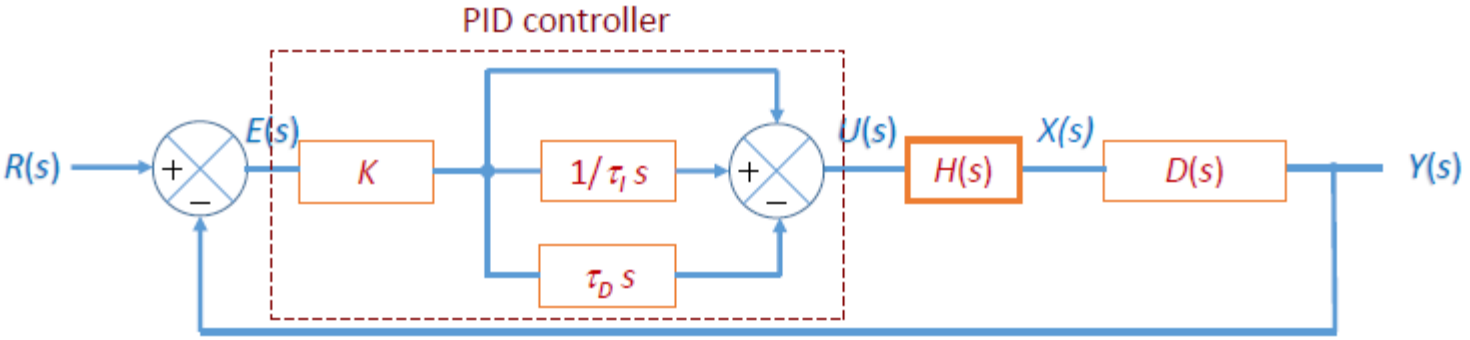 PID controller
R(s)
+
−
E(s)
K
1/ τI s
τD s
+
−
U(s)
H(s)
X(s)
D(s)
Y(s)